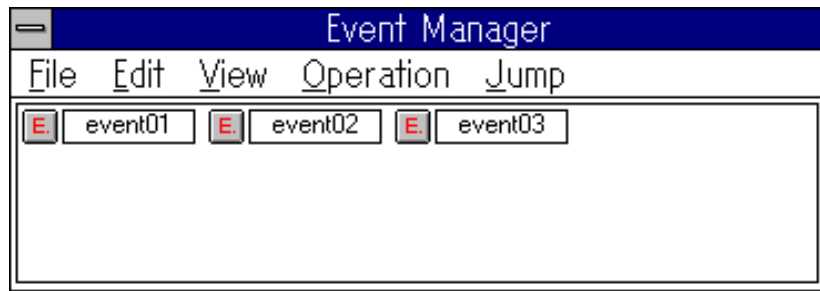 Event Manager
File Edit View Operation Jump
E. event01 E. event02 E. event03